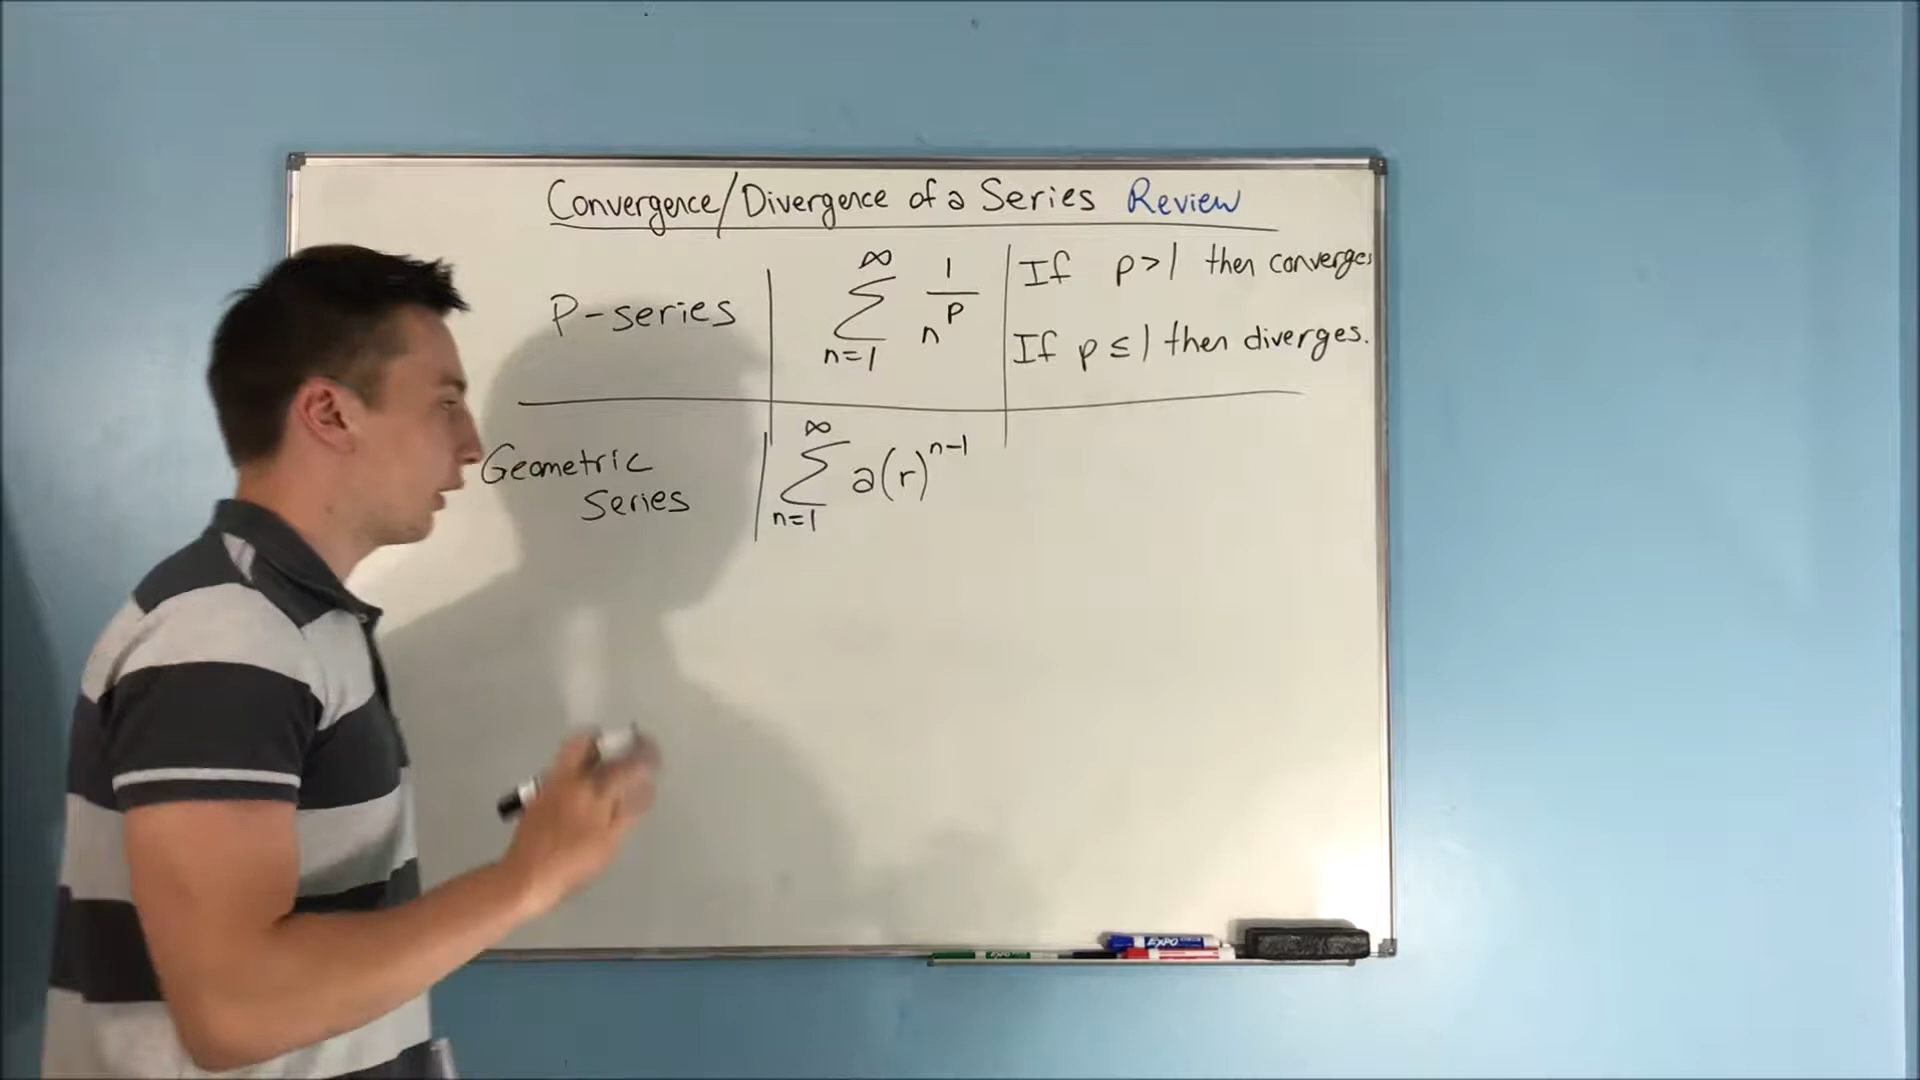 Convergence/Divergence of a Series Review
P-series
∞
∑
n=1
1
n^p
If p>1 then converges
If p≤1 then diverges.
Geometric
Series
∞
∑ a(r)^n-1
n=1
EXPO
EXPO